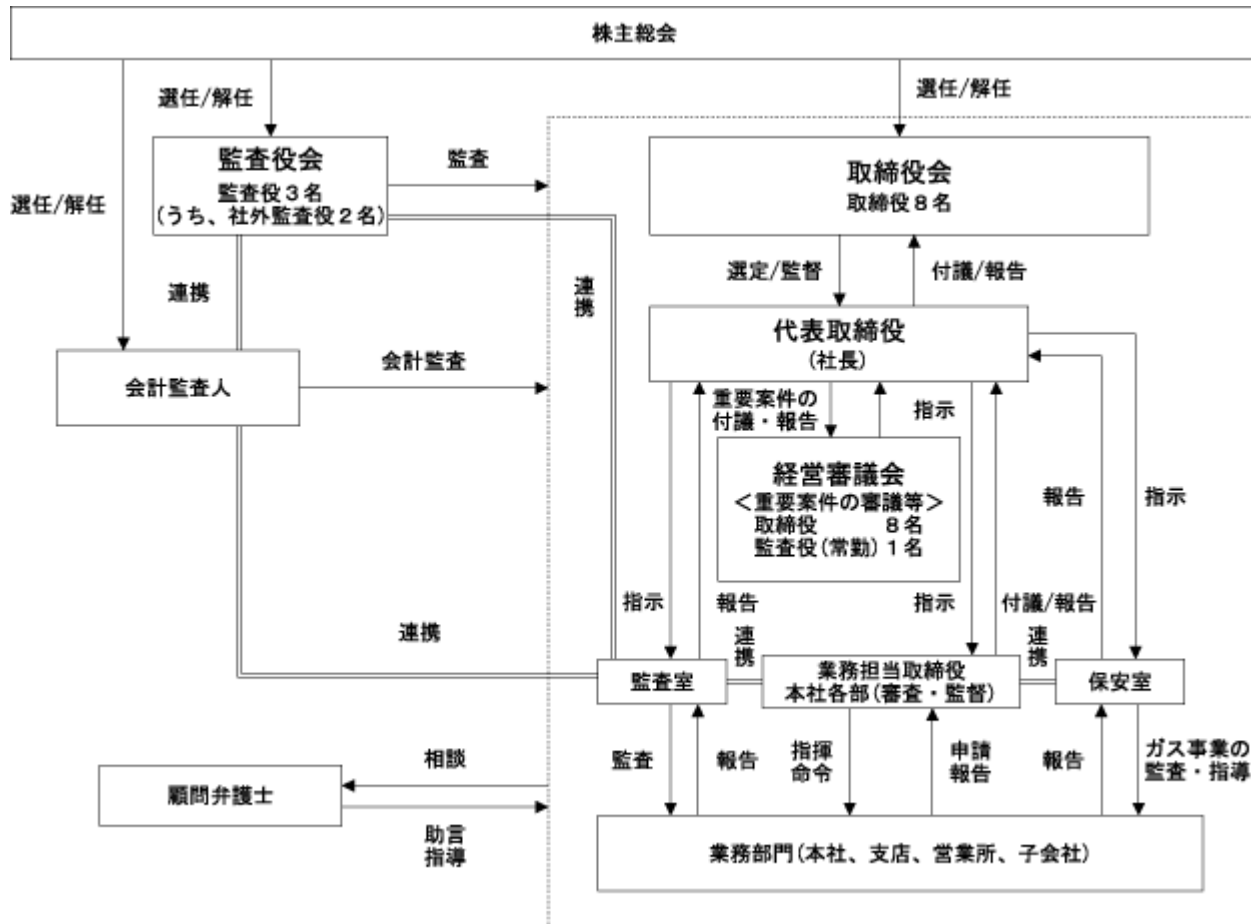 株主総会
選任/解任
選任/解任
選任/解任
監査役会
監査役3名
(うち、社外監査役2名)
監査
取締役会
取締役8名
連携
連携
選定/監督
付議/報告
代表取締役
(社長)
会計監査人
会計監査
重要案件の
付議・報告
指示
経営審議会
<重要案件の審議等>
取締役 8名
監査役(常勤)1名
報告
指示
連携
指示
報告
指示
付議/報告
連携
連携
監査室
業務担当取締役
本社各部(審査・監督)
保安室
監査
報告
指揮
命令
申請
報告
報告
ガス事業の
監査・指導
相談
顧問弁護士
助言
指導
業務部門(本社、支店、営業所、子会社)